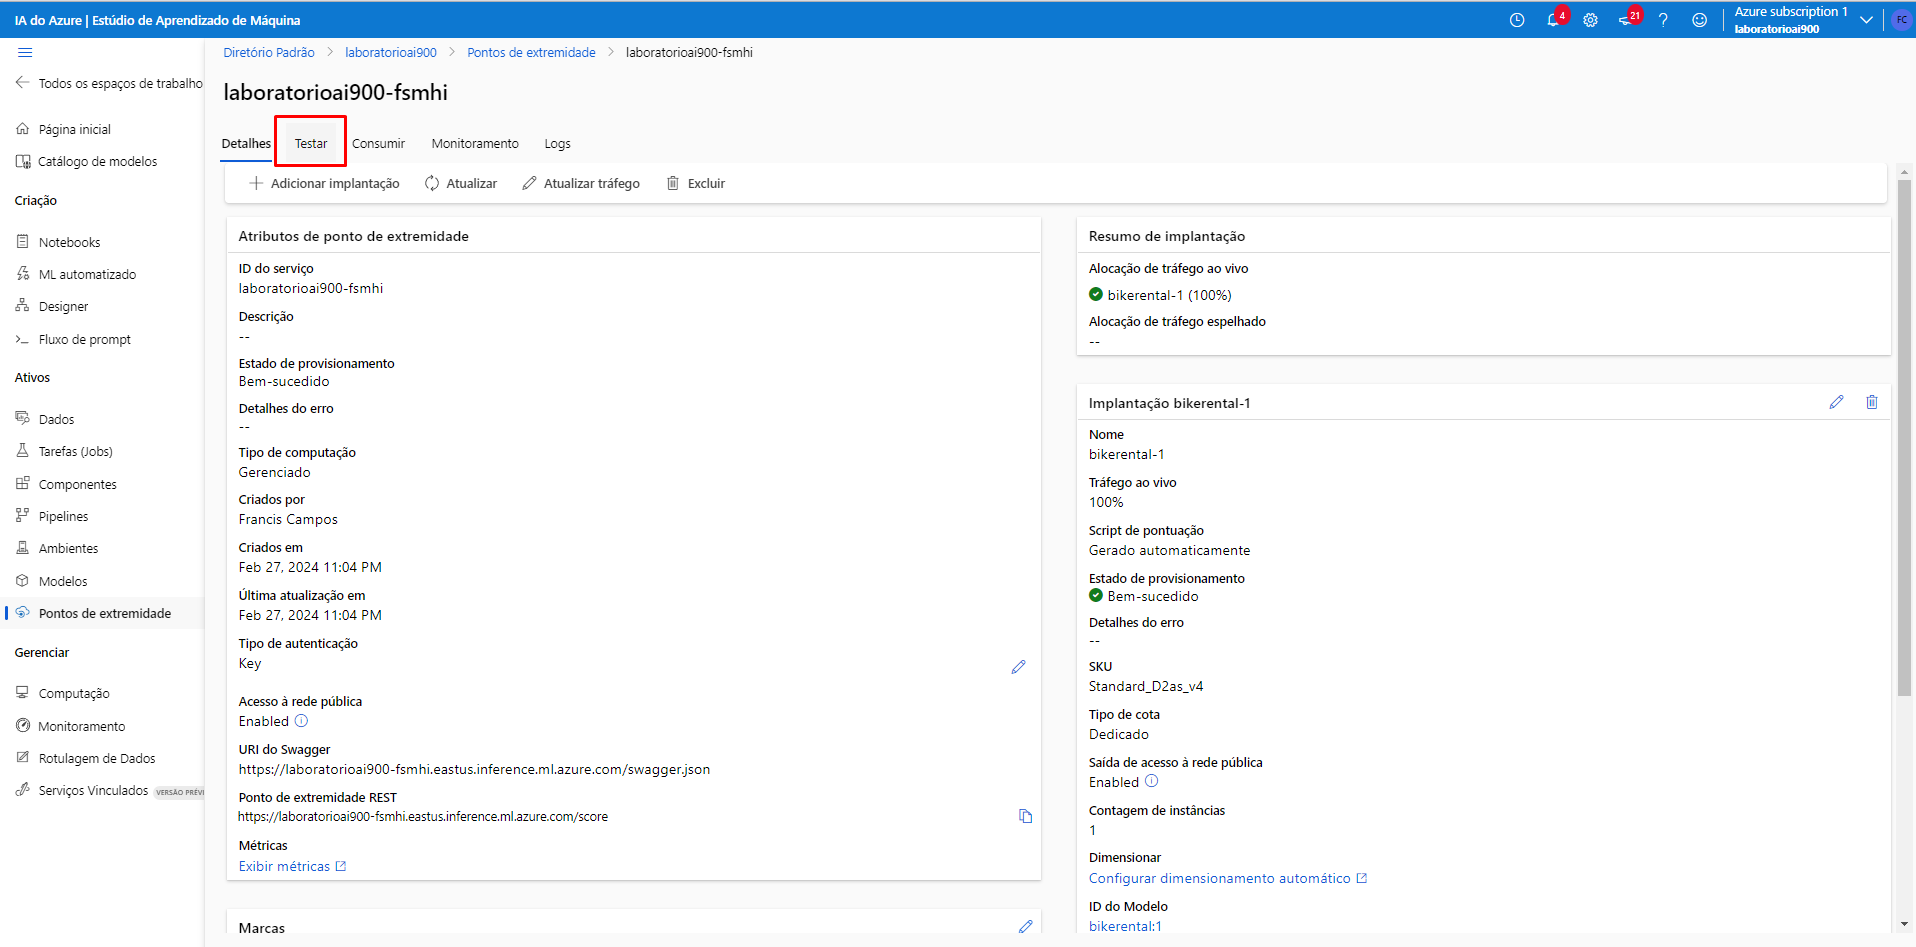 IA do Azure | Estúdio de Aprendizado de Máquina
4
21
Azure subscription 1
laboratorioai900
FC
Diretório Padrão > laboratorioai900 > Pontos de extremidade > laboratorioai900-fsmhi
Todos os espaços de trabalho
Página inicial
Catálogo de modelos
Criação
Notebooks
ML automatizado
Designer
Fluxo de prompt
Ativos
Dados
Tarefas (Jobs)
Componentes
Pipelines
Ambientes
Modelos
Pontos de extremidade
Gerenciar
Computação
Monitoramento
Rotulagem de Dados
Serviços Vinculados VERSÃO PRÉVI
laboratorioai900-fsmhi
Detalhes Testar Consumir Monitoramento Logs
Adicionar implantação Atualizar Atualizar tráfego Excluir
Atributos de ponto de extremidade
ID do serviço
laboratorioai900-fsmhi
Descrição
--
Estado de provisionamento
Bem-sucedido
Detalhes do erro
--
Tipo de computação
Gerenciado
Criados por
Francis Campos
Criados em
Feb 27, 2024 11:04 PM
Última atualização em
Feb 27, 2024 11:04 PM
Tipo de autenticação
Key
Acesso à rede pública
Enabled
URI do Swagger
https://laboratorioai900-fsmhi.eastus.inference.ml.azure.com/swagger.json
Ponto de extremidade REST
https://laboratorioai900-fsmhi.eastus.inference.ml.azure.com/score
Métricas
Exibir métricas
Marcas
Resumo de implantação
Alocação de tráfego ao vivo
bikerental-1 (100%)
Alocação de tráfego espelhado
--
Implantação bikerental-1
Nome
bikerental-1
Tráfego ao vivo
100%
Script de pontuação
Gerado automaticamente
Estado de provisionamento
Bem-sucedido
Detalhes do erro
--
SKU
Standard_D2as_v4
Tipo de cota
Dedicado
Saída de acesso à rede pública
Enabled
Contagem de instâncias
1
Dimensionar
Configurar dimensionamento automático
ID do Modelo
bikerental:1